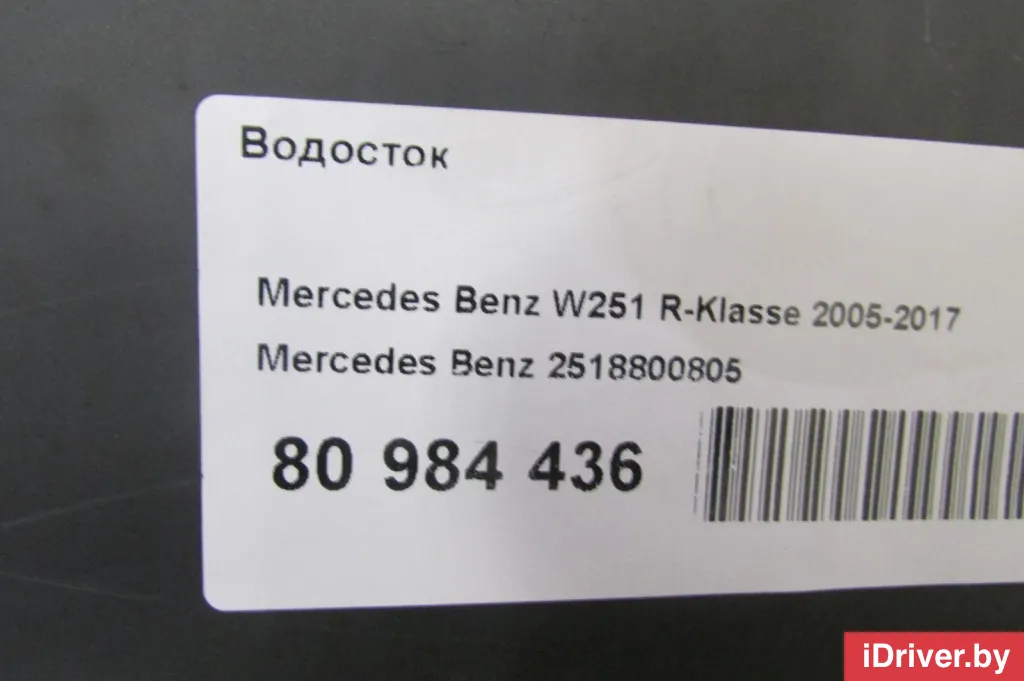 Водосток
Mercedes Benz W251 R-Klasse 2005-2017
Mercedes Benz 2518800805
80 984 436
iDriver.by